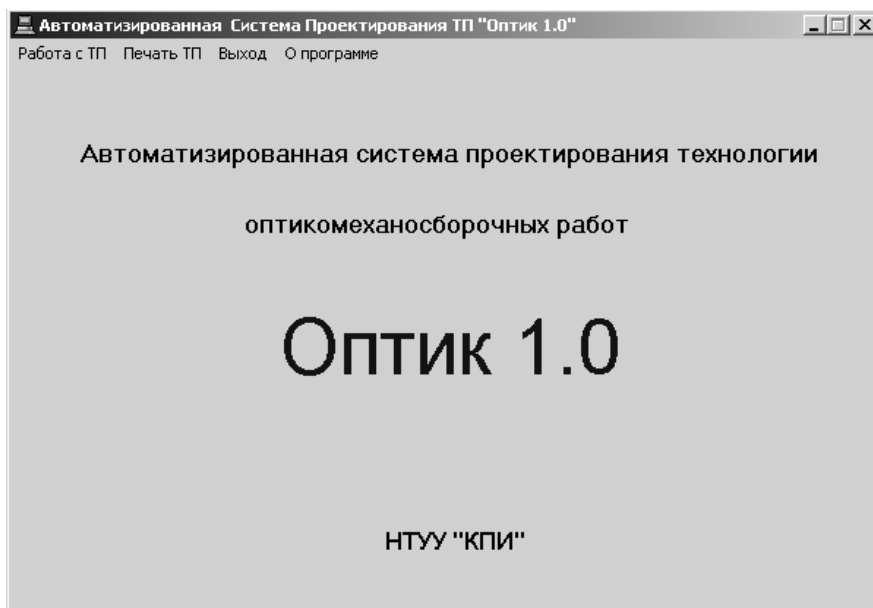 Автоматизированная Система Проектирования ТП "Оптик 1.0"
Работа с ТП Печать ТП Выход О программе
Автоматизированная система проектирования технологии
оптикомеханосборочных работ
Оптик 1.0
НТУУ "КПИ"